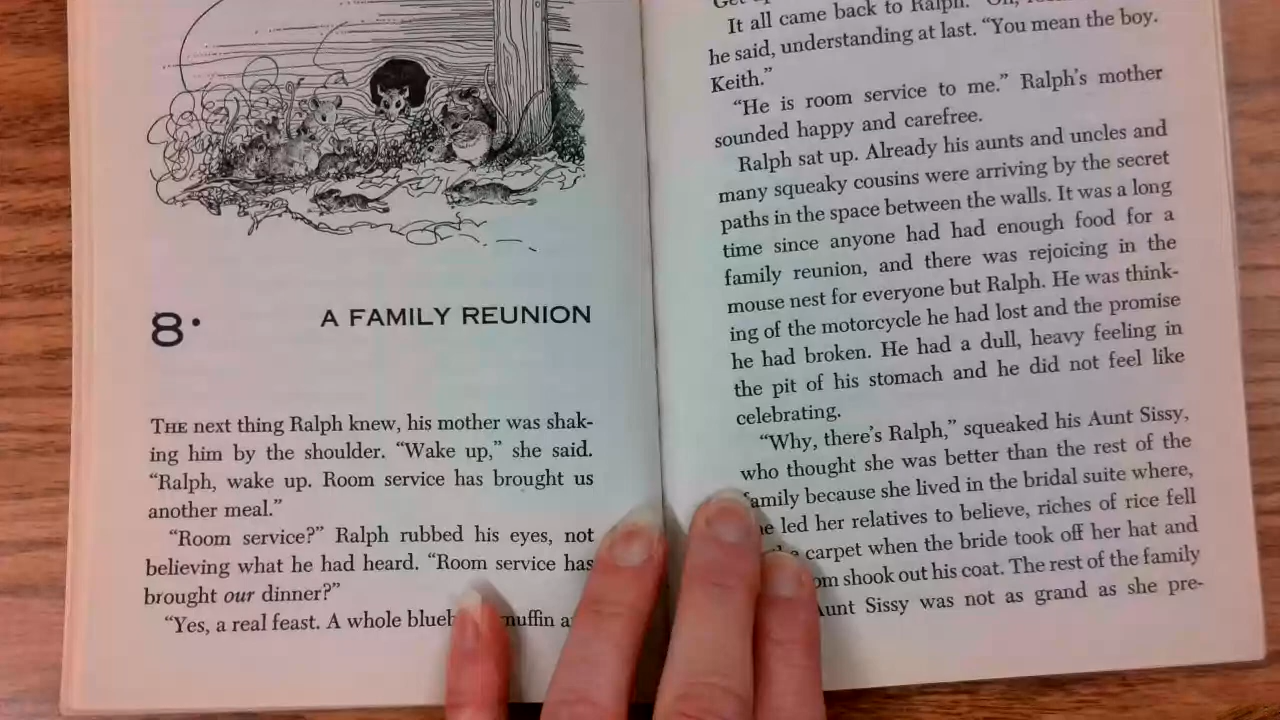 8·
A FAMILY REUNION
THE next thing Ralph knew, his mother was shak-
ing him by the shoulder. “Wake up,” she said.
“Ralph, wake up. Room service has brought us
another meal.”
“Room service?” Ralph rubbed his eyes, not
believing what he had heard. “Room service has
brought our dinner?”
“Yes, a real feast. A whole
It all came back to Ralph.
he said, understanding at last. “You mean the boy.
Keith.”
“He is room service to me.” Ralph’s mother
sounded happy and carefree.
Ralph sat up. Already his aunts and uncles and
many squeaky cousins were arriving by the secret
paths in the space between the walls. It was a long
time since anyone had had enough food for a
family reunion, and there was rejoicing in the
mouse nest for everyone but Ralph. He was think-
ing of the motorcycle he had lost and the promise
he had broken. He had a dull, heavy feeling in
the pit of his stomach and he did not feel like
celebrating.
“Why, there’s Ralph,” squeaked his Aunt Sissy,
who thought she was better than the rest of the
family because she lived in the bridal suite where,
led her relatives to believe, riches of rice fell
carpet when the bride took off her hat and
shook out his coat. The rest of the family
Aunt Sissy was not as grand as she pre-